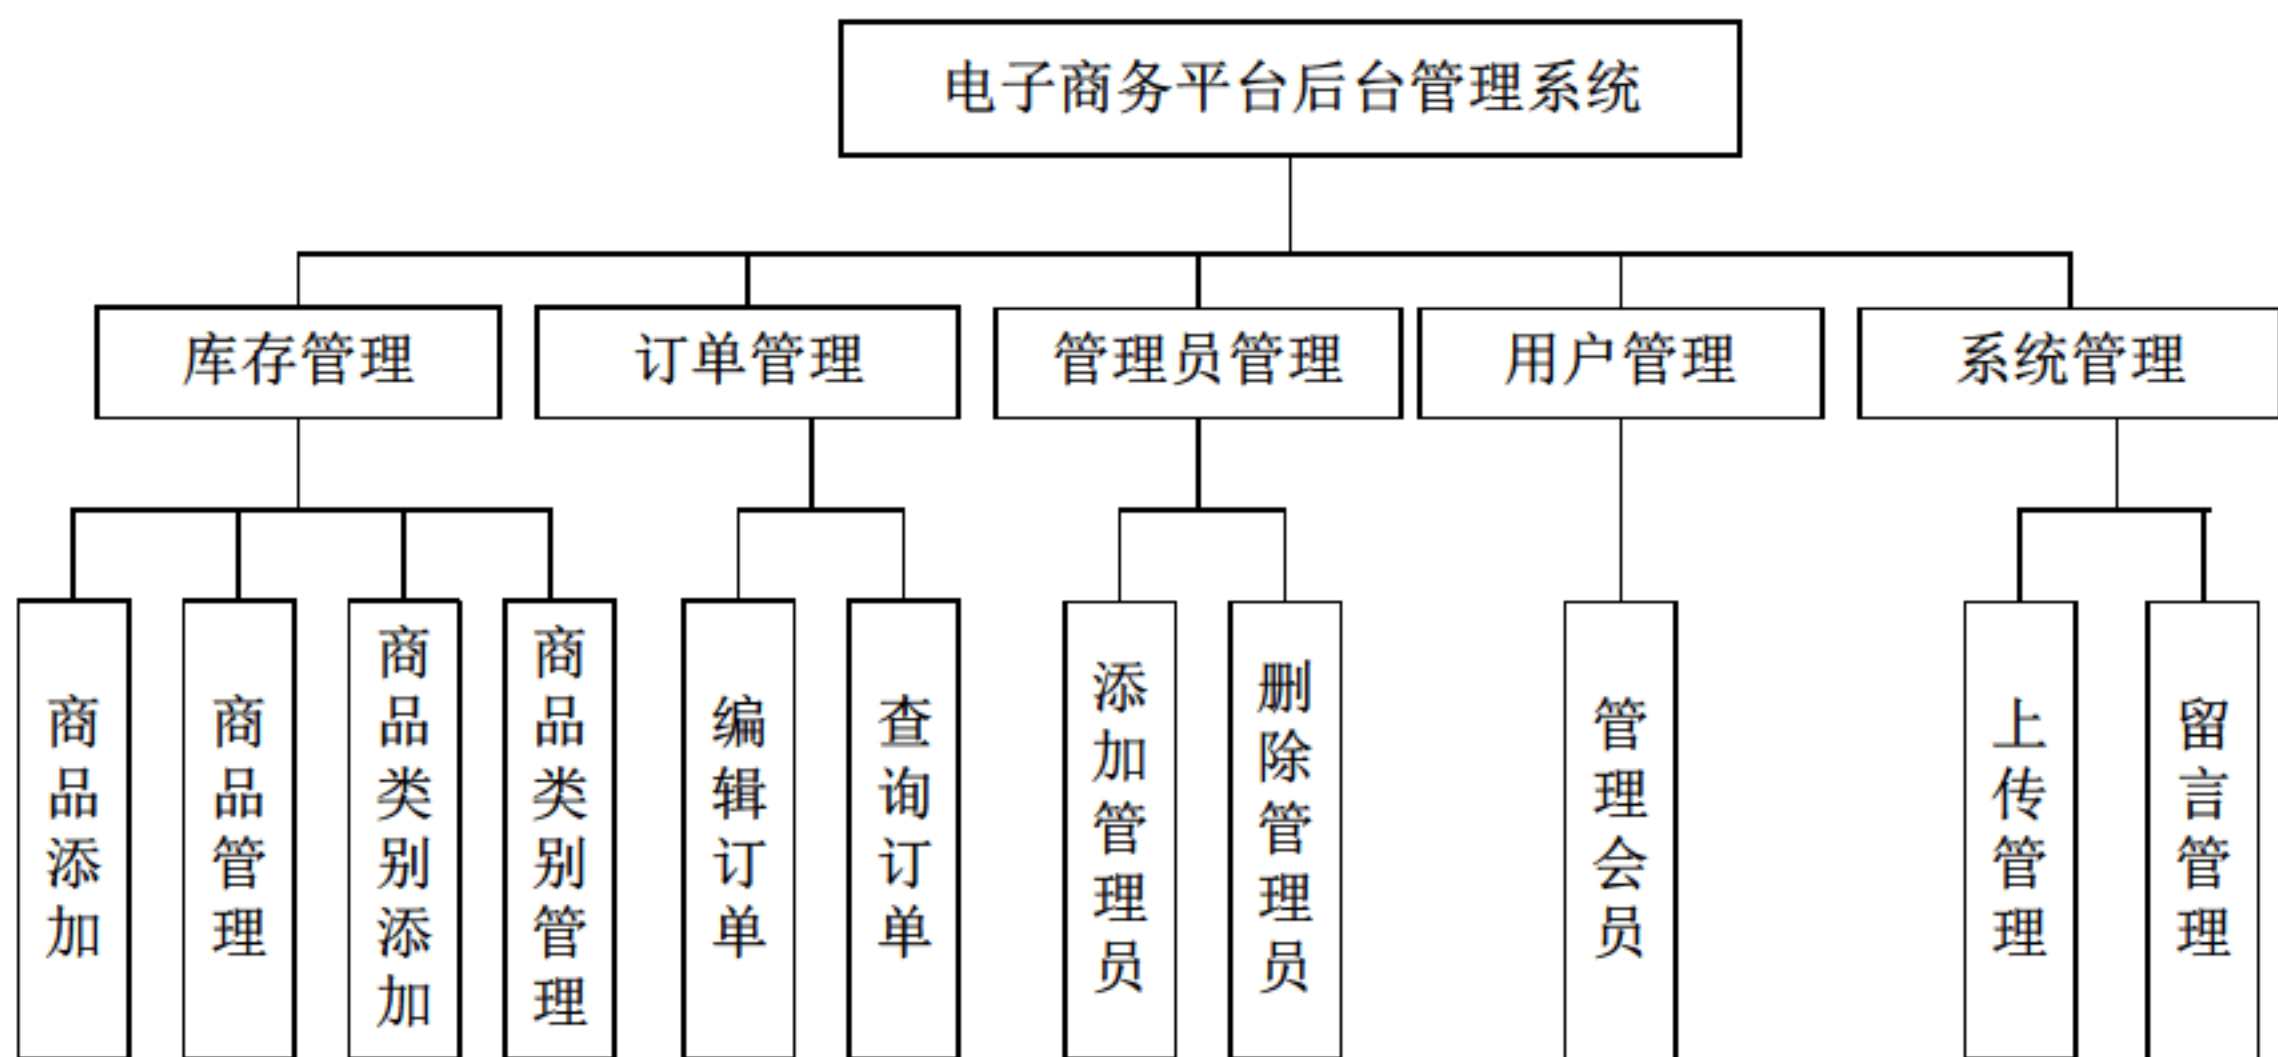 电子商务平台后台管理系统
库存管理
订单管理
管理员管理
用户管理
系统管理
商品添加
商品管理
商品类别添加
商品类别管理
编辑订单
查询订单
添加管理员
删除管理员
管理会员
上传管理
留言管理